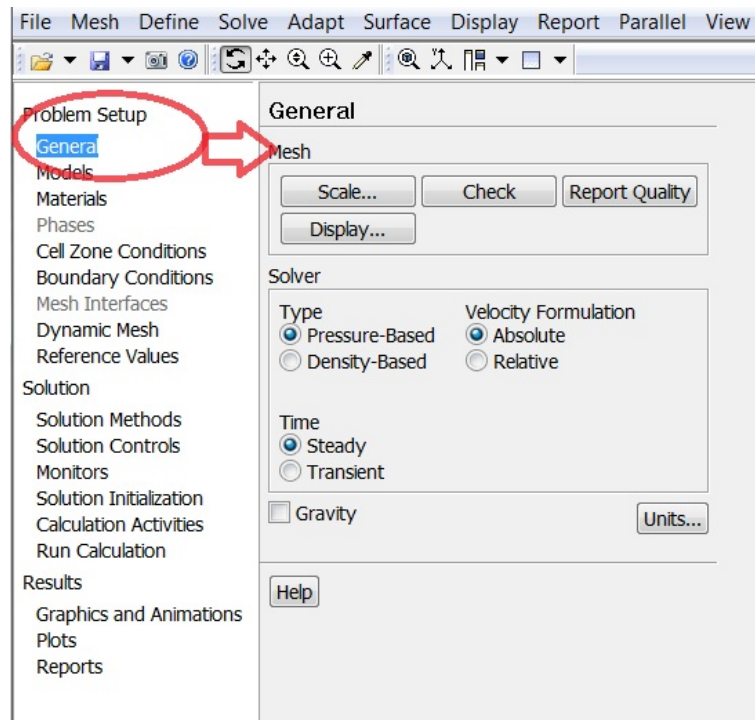 File Mesh Define Solve Adapt Surface Display Report Parallel View
Problem Setup
General
Models
Materials
Phases
Cell Zone Conditions
Boundary Conditions
Mesh Interfaces
Dynamic Mesh
Reference Values
Solution
Solution Methods
Solution Controls
Monitors
Solution Initialization
Calculation Activities
Run Calculation
Results
Graphics and Animations
Plots
Reports
General
Mesh
Scale... Check Report Quality
Display...
Solver
Type Velocity Formulation
Pressure-Based Absolute
Density-Based Relative
Time
Steady
Transient
Gravity Units...
Help